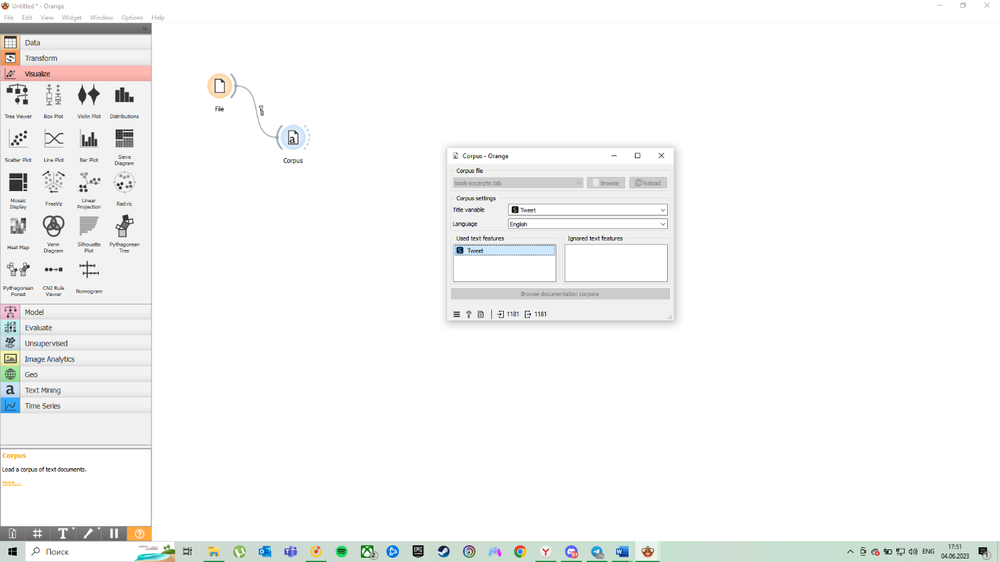 Untitled * - Orange
File Edit View Widget Window Options Help
Data
Transform
Visualize
Tree Viewer Box Plot Violin Plot Distributions
Scatter Plot Line Plot Bar Plot Sieve Diagram
Mosaic Display FreeViz Linear Projection Radviz
Heat Map Venn Diagram Silhouette Plot Pythagorean Tree
Pythagorean Forest CN2 Rule Viewer Nomogram
Model
Evaluate
Unsupervised
Image Analytics
Geo
a Text Mining
Time Series
Corpus
Load a corpus of text documents.
more...
File
Data
a
Corpus
a Corpus - Orange
Corpus file
book-excerpts.tab Browse Reload
Corpus settings
Title variable S Tweet
Language English
Used text features Ignored text features
S Tweet
Browse documentation corpora
? 1181 1181
T ?
Поиск
EPIC GAMES
ENG
17:51
04.06.2023